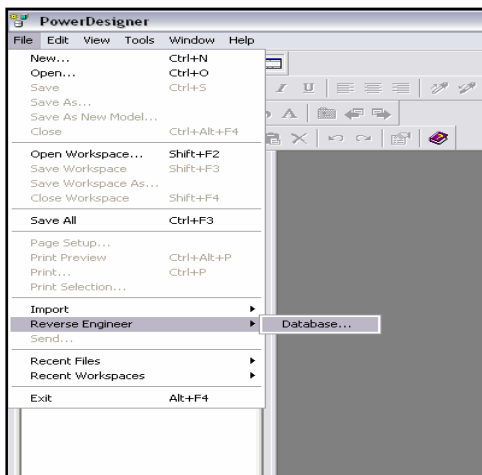 PowerDesigner
File Edit View Tools Window Help
New... Ctrl+N
Open... Ctrl+O
Save Ctrl+S
Save As...
Save As New Model...
Close Ctrl+Alt+F4
Open Workspace... Shift+F2
Save Workspace Shift+F3
Save Workspace As...
Close Workspace Shift+F4
Save All Ctrl+F3
Page Setup...
Print Preview Ctrl+Alt+P
Print... Ctrl+P
Print Selection...
Import
Reverse Engineer Database...
Send...
Recent Files
Recent Workspaces
Exit Alt+F4